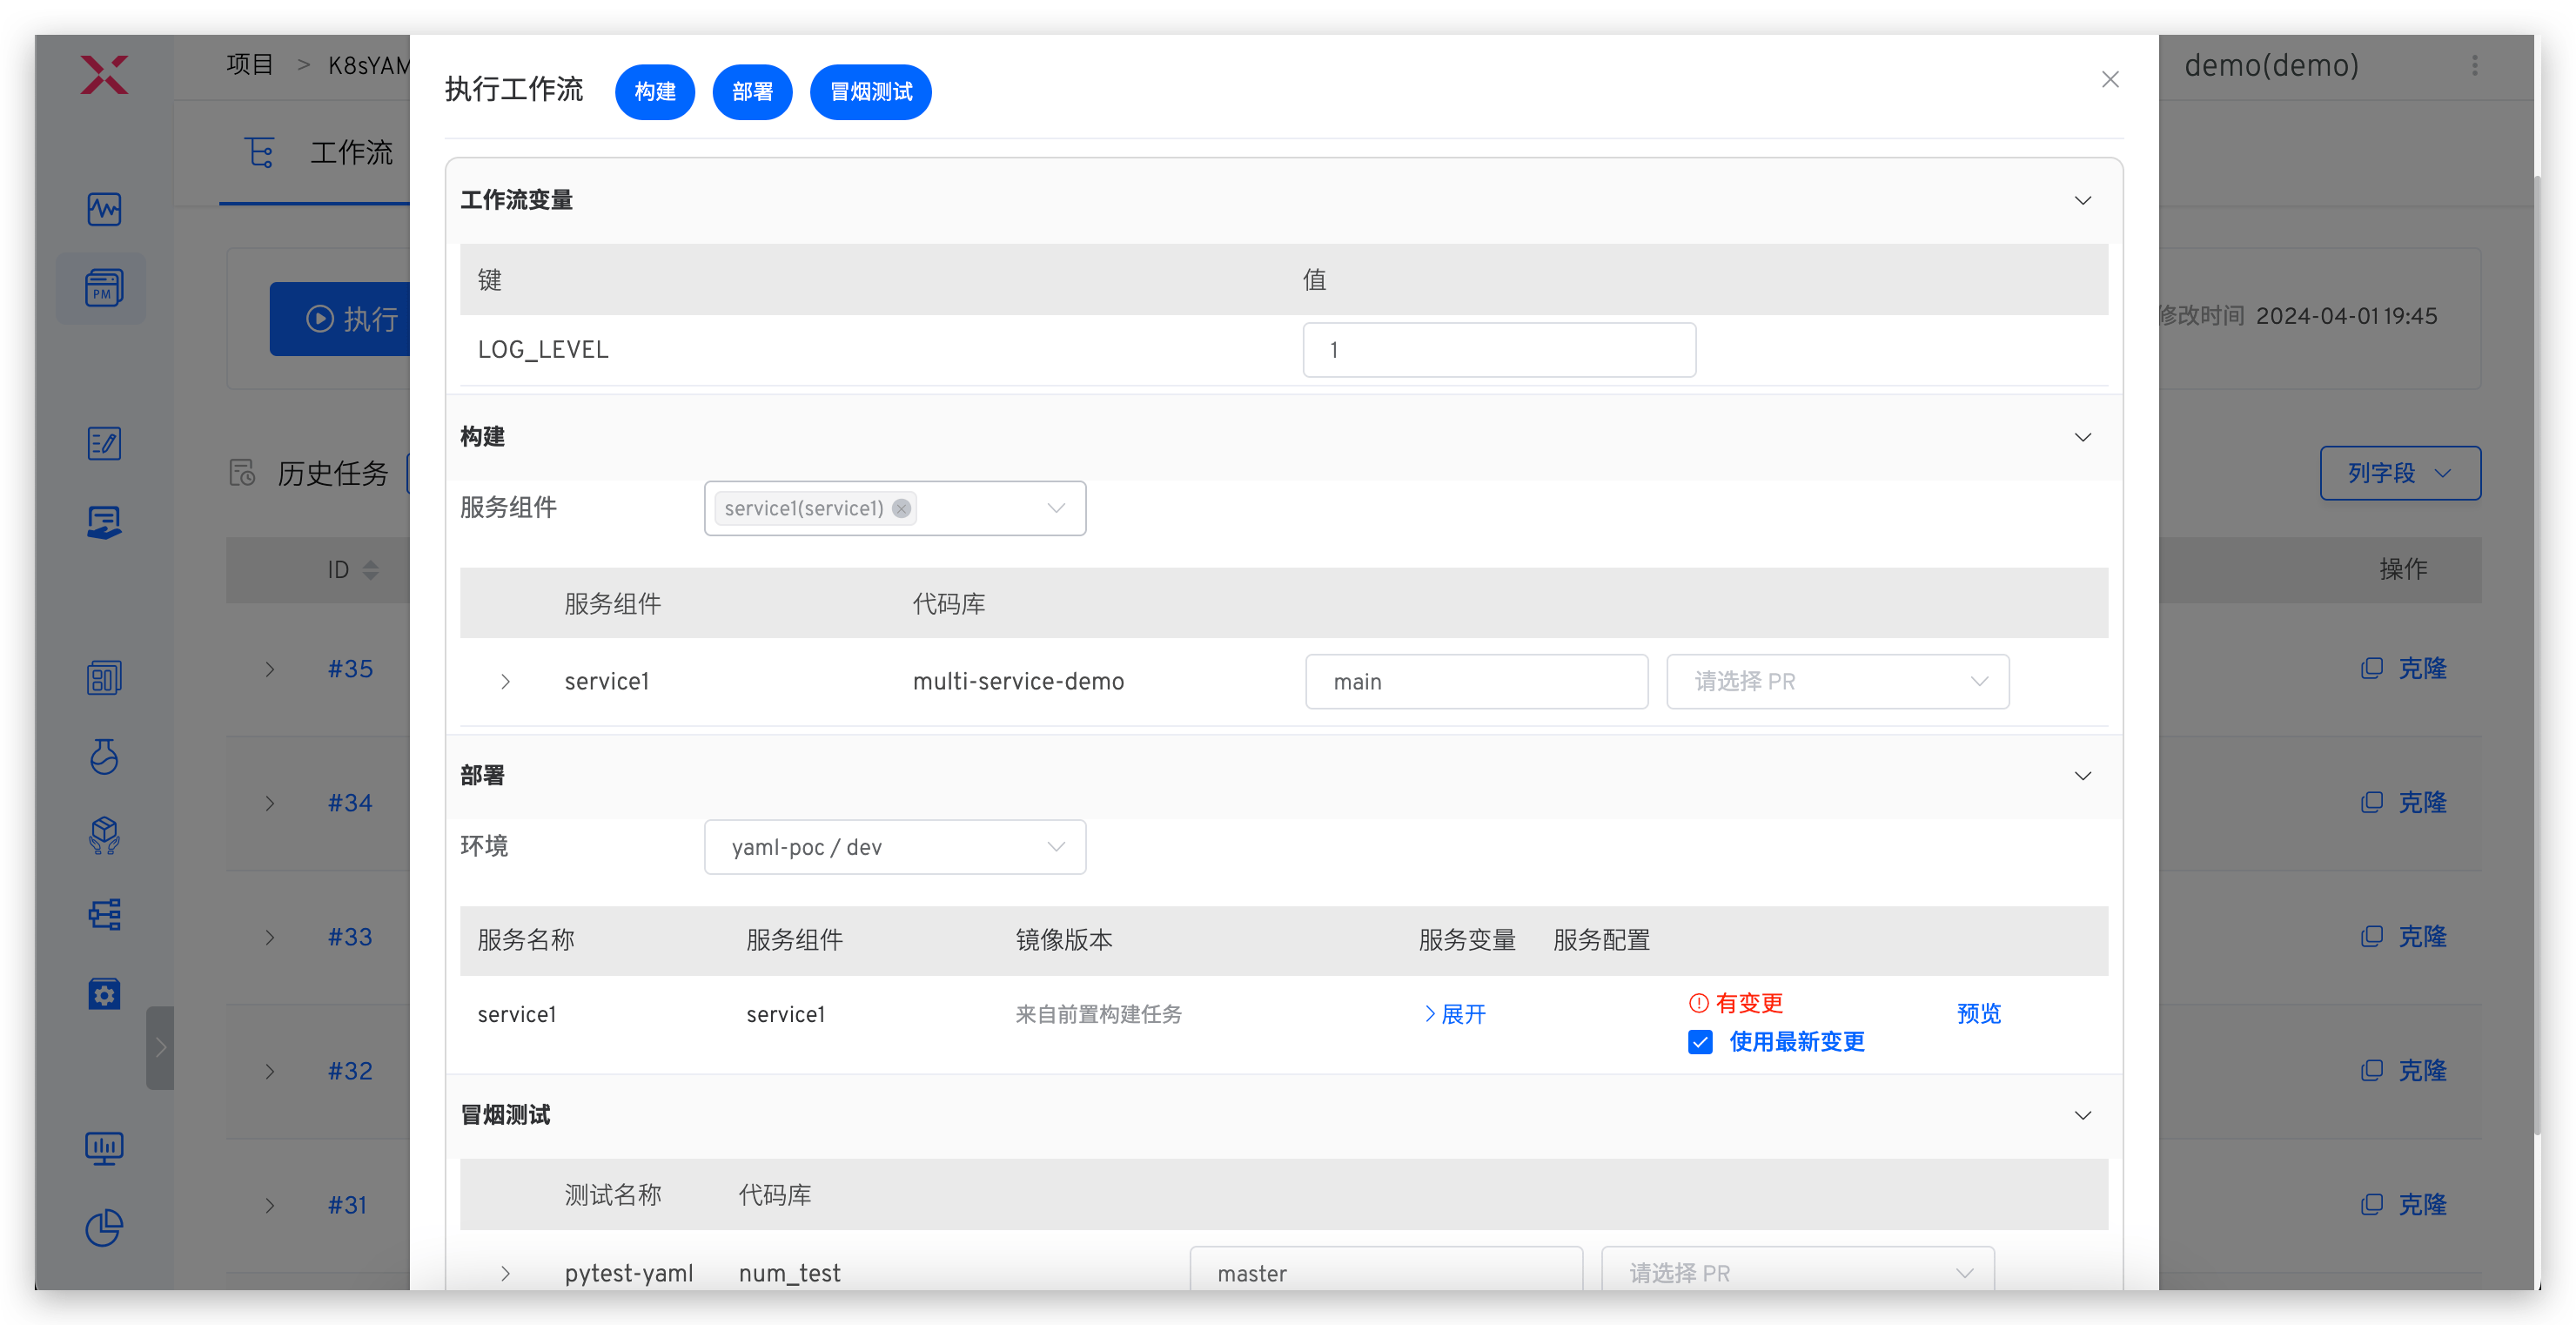 项目 > K8sYAM
demo(demo)
工作流
执行
修改时间 2024-04-01 19:45
历史任务
列字段
ID
操作
#35
克隆
#34
克隆
#33
克隆
#32
克隆
#31
克隆
PM
执行工作流 构建 部署 冒烟测试
工作流变量
键 值
LOG_LEVEL 1
构建
服务组件 service1(service1)
服务组件 代码库
service1 multi-service-demo main 请选择 PR
部署
环境 yaml-poc / dev
服务名称 服务组件 镜像版本 服务变量 服务配置
service1 service1 来自前置构建任务 展开 有变更 预览
使用最新变更
冒烟测试
测试名称 代码库
pytest-yaml num_test master 请选择 PR